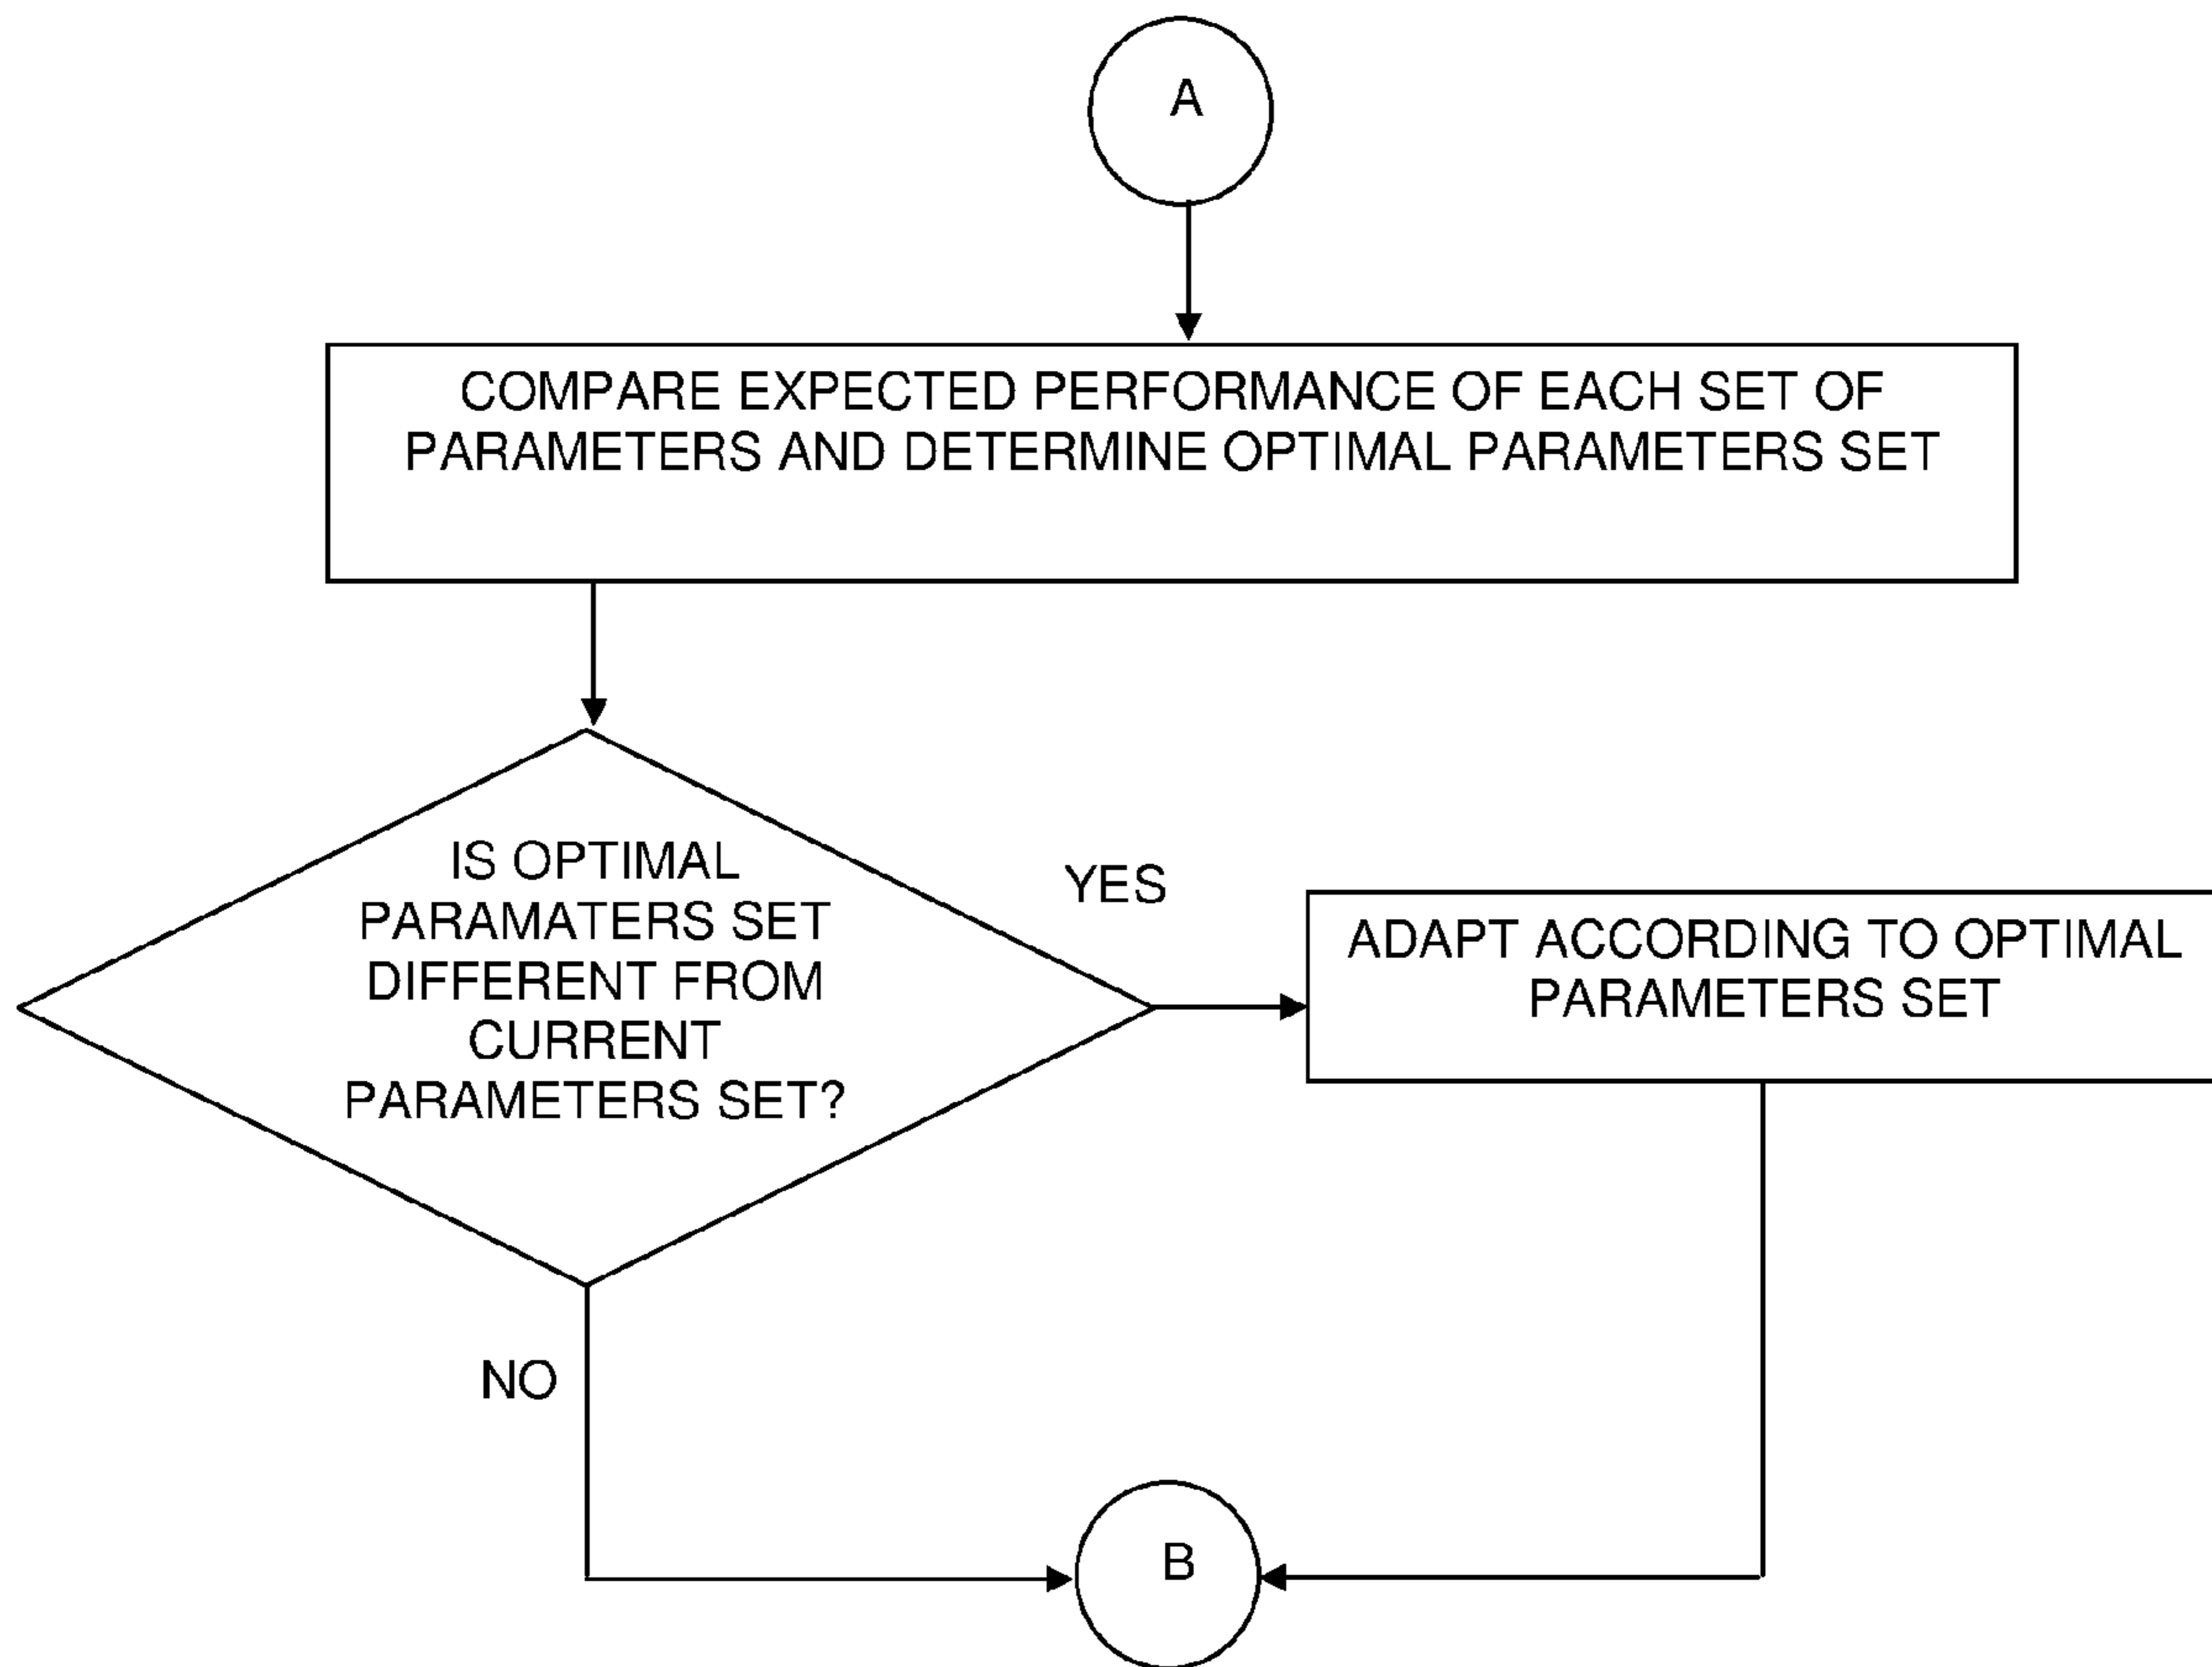 A
COMPARE EXPECTED PERFORMANCE OF EACH SET OF
PARAMETERS AND DETERMINE OPTIMAL PARAMETERS SET
IS OPTIMAL
PARAMATERS SET
DIFFERENT FROM
CURRENT
PARAMETERS SET?
YES
ADAPT ACCORDING TO OPTIMAL
PARAMETERS SET
NO
B